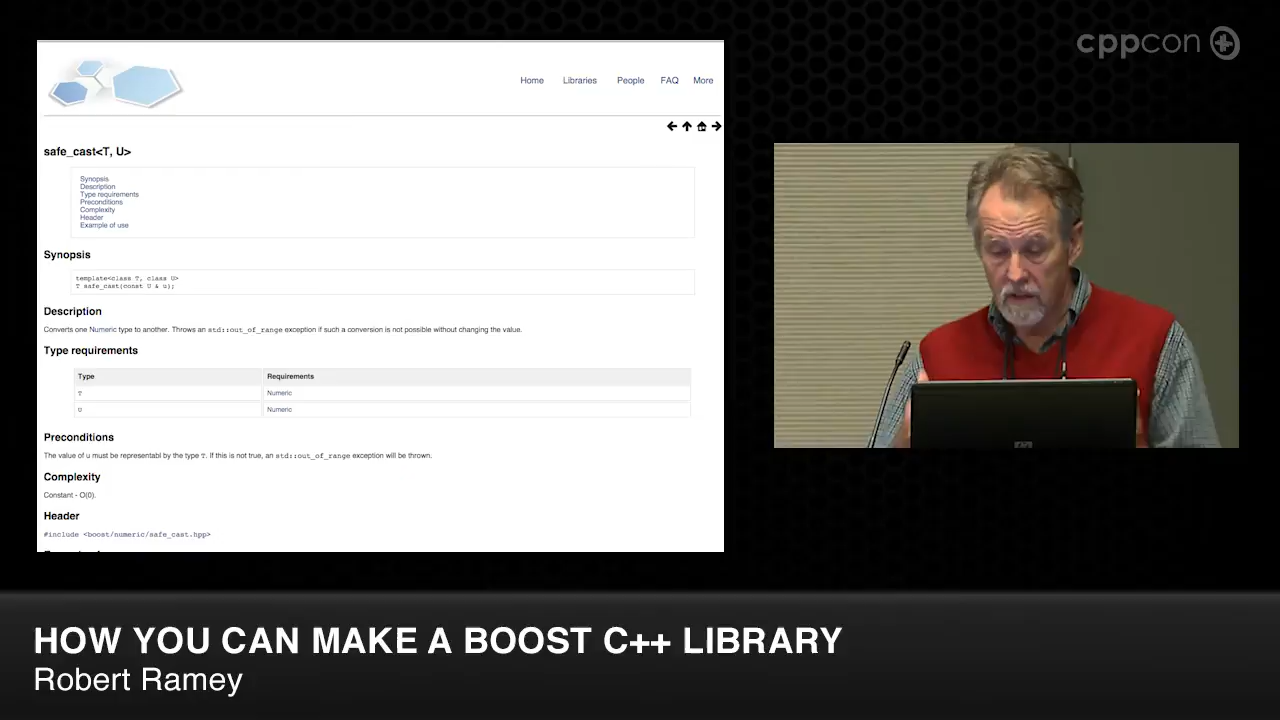 cppcon
Home Libraries People FAQ More
safe_cast<T, U>
Synopsis
Description
Type requirements
Preconditions
Complexity
Header
Example of use
Synopsis
template<class T, class U>
T safe_cast(const U & u);
Description
Converts one Numeric type to another. Throws an std::out_of_range exception if such a conversion is not possible without changing the value.
Type requirements
Type Requirements
T Numeric
U Numeric
Preconditions
The value of u must be representabl by the type T. If this is not true, an std::out_of_range exception will be thrown.
Complexity
Constant - O(0).
Header
#include <boost/numeric/safe_cast.hpp>
HOW YOU CAN MAKE A BOOST C++ LIBRARY
Robert Ramey